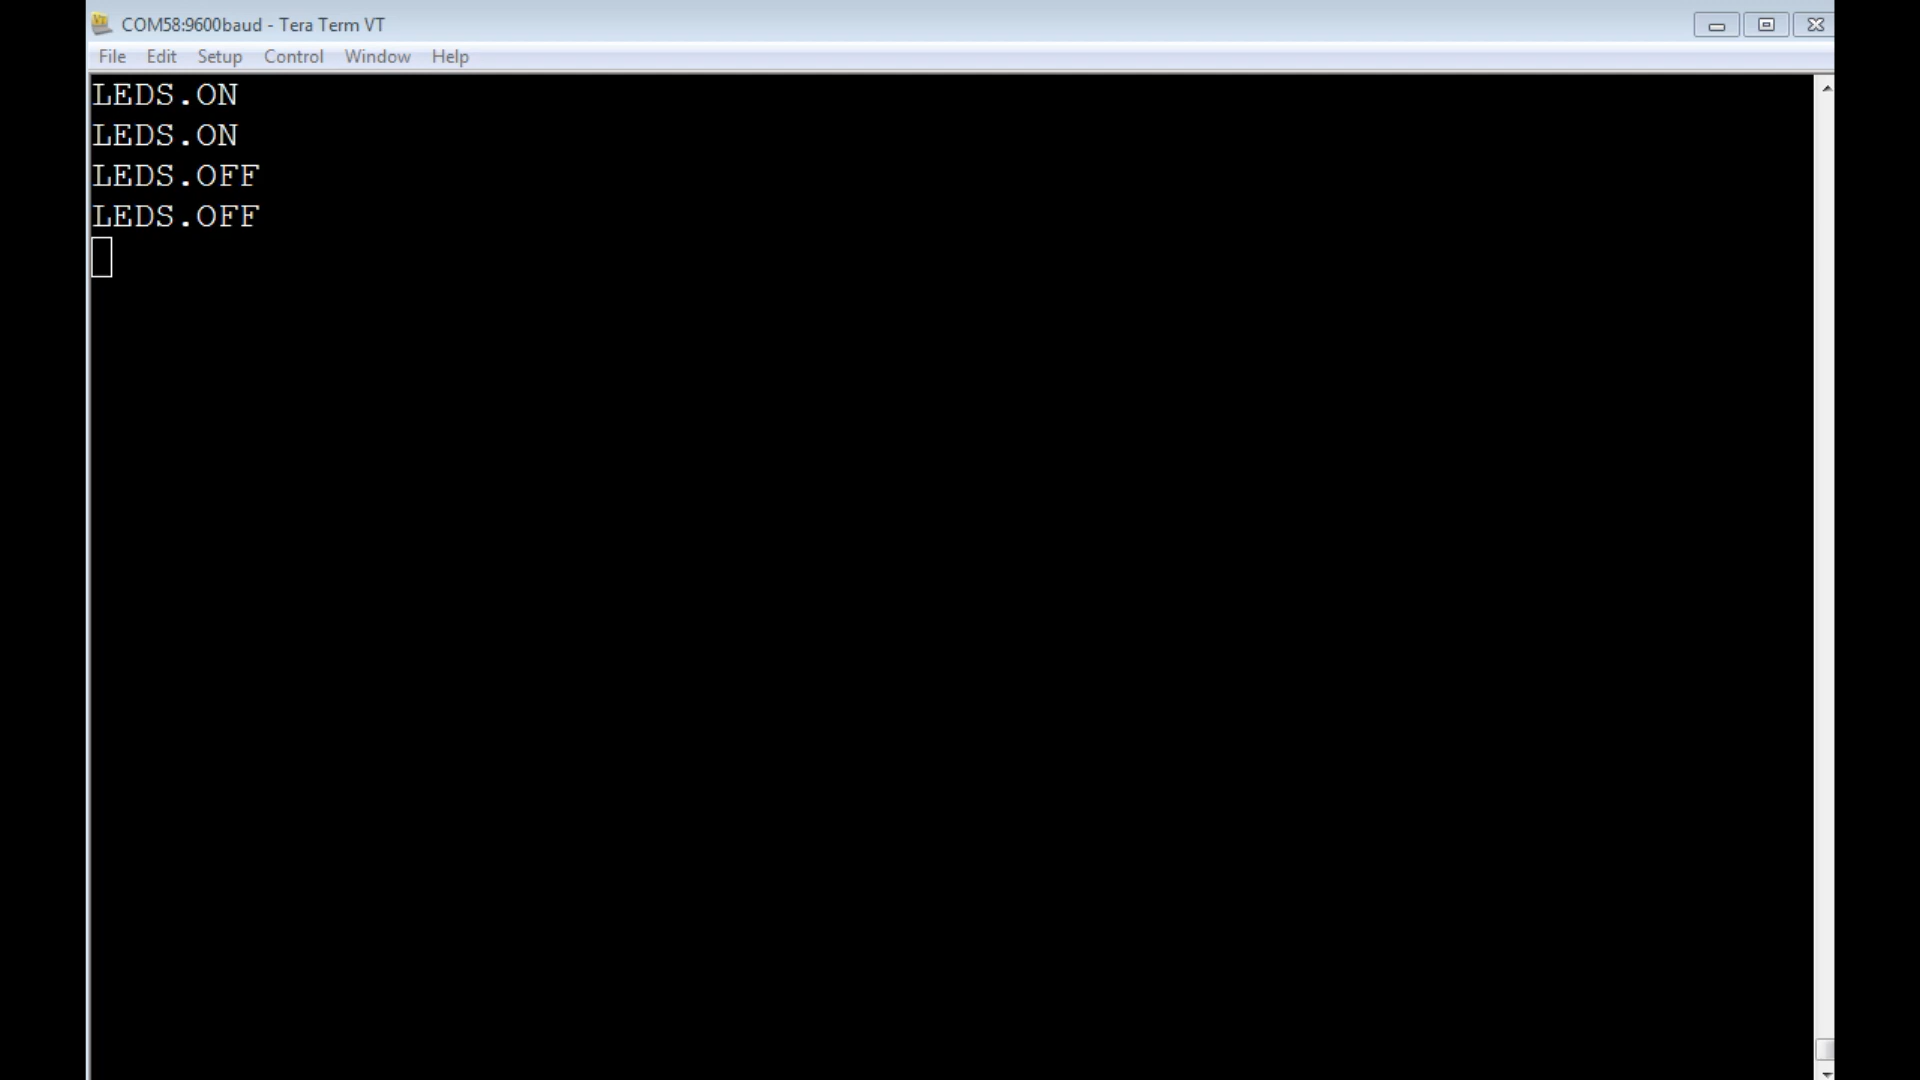 COM58:9600baud - Tera Term VT
File Edit Setup Control Window Help
LEDS.ON
LEDS.ON
LEDS.OFF
LEDS.OFF